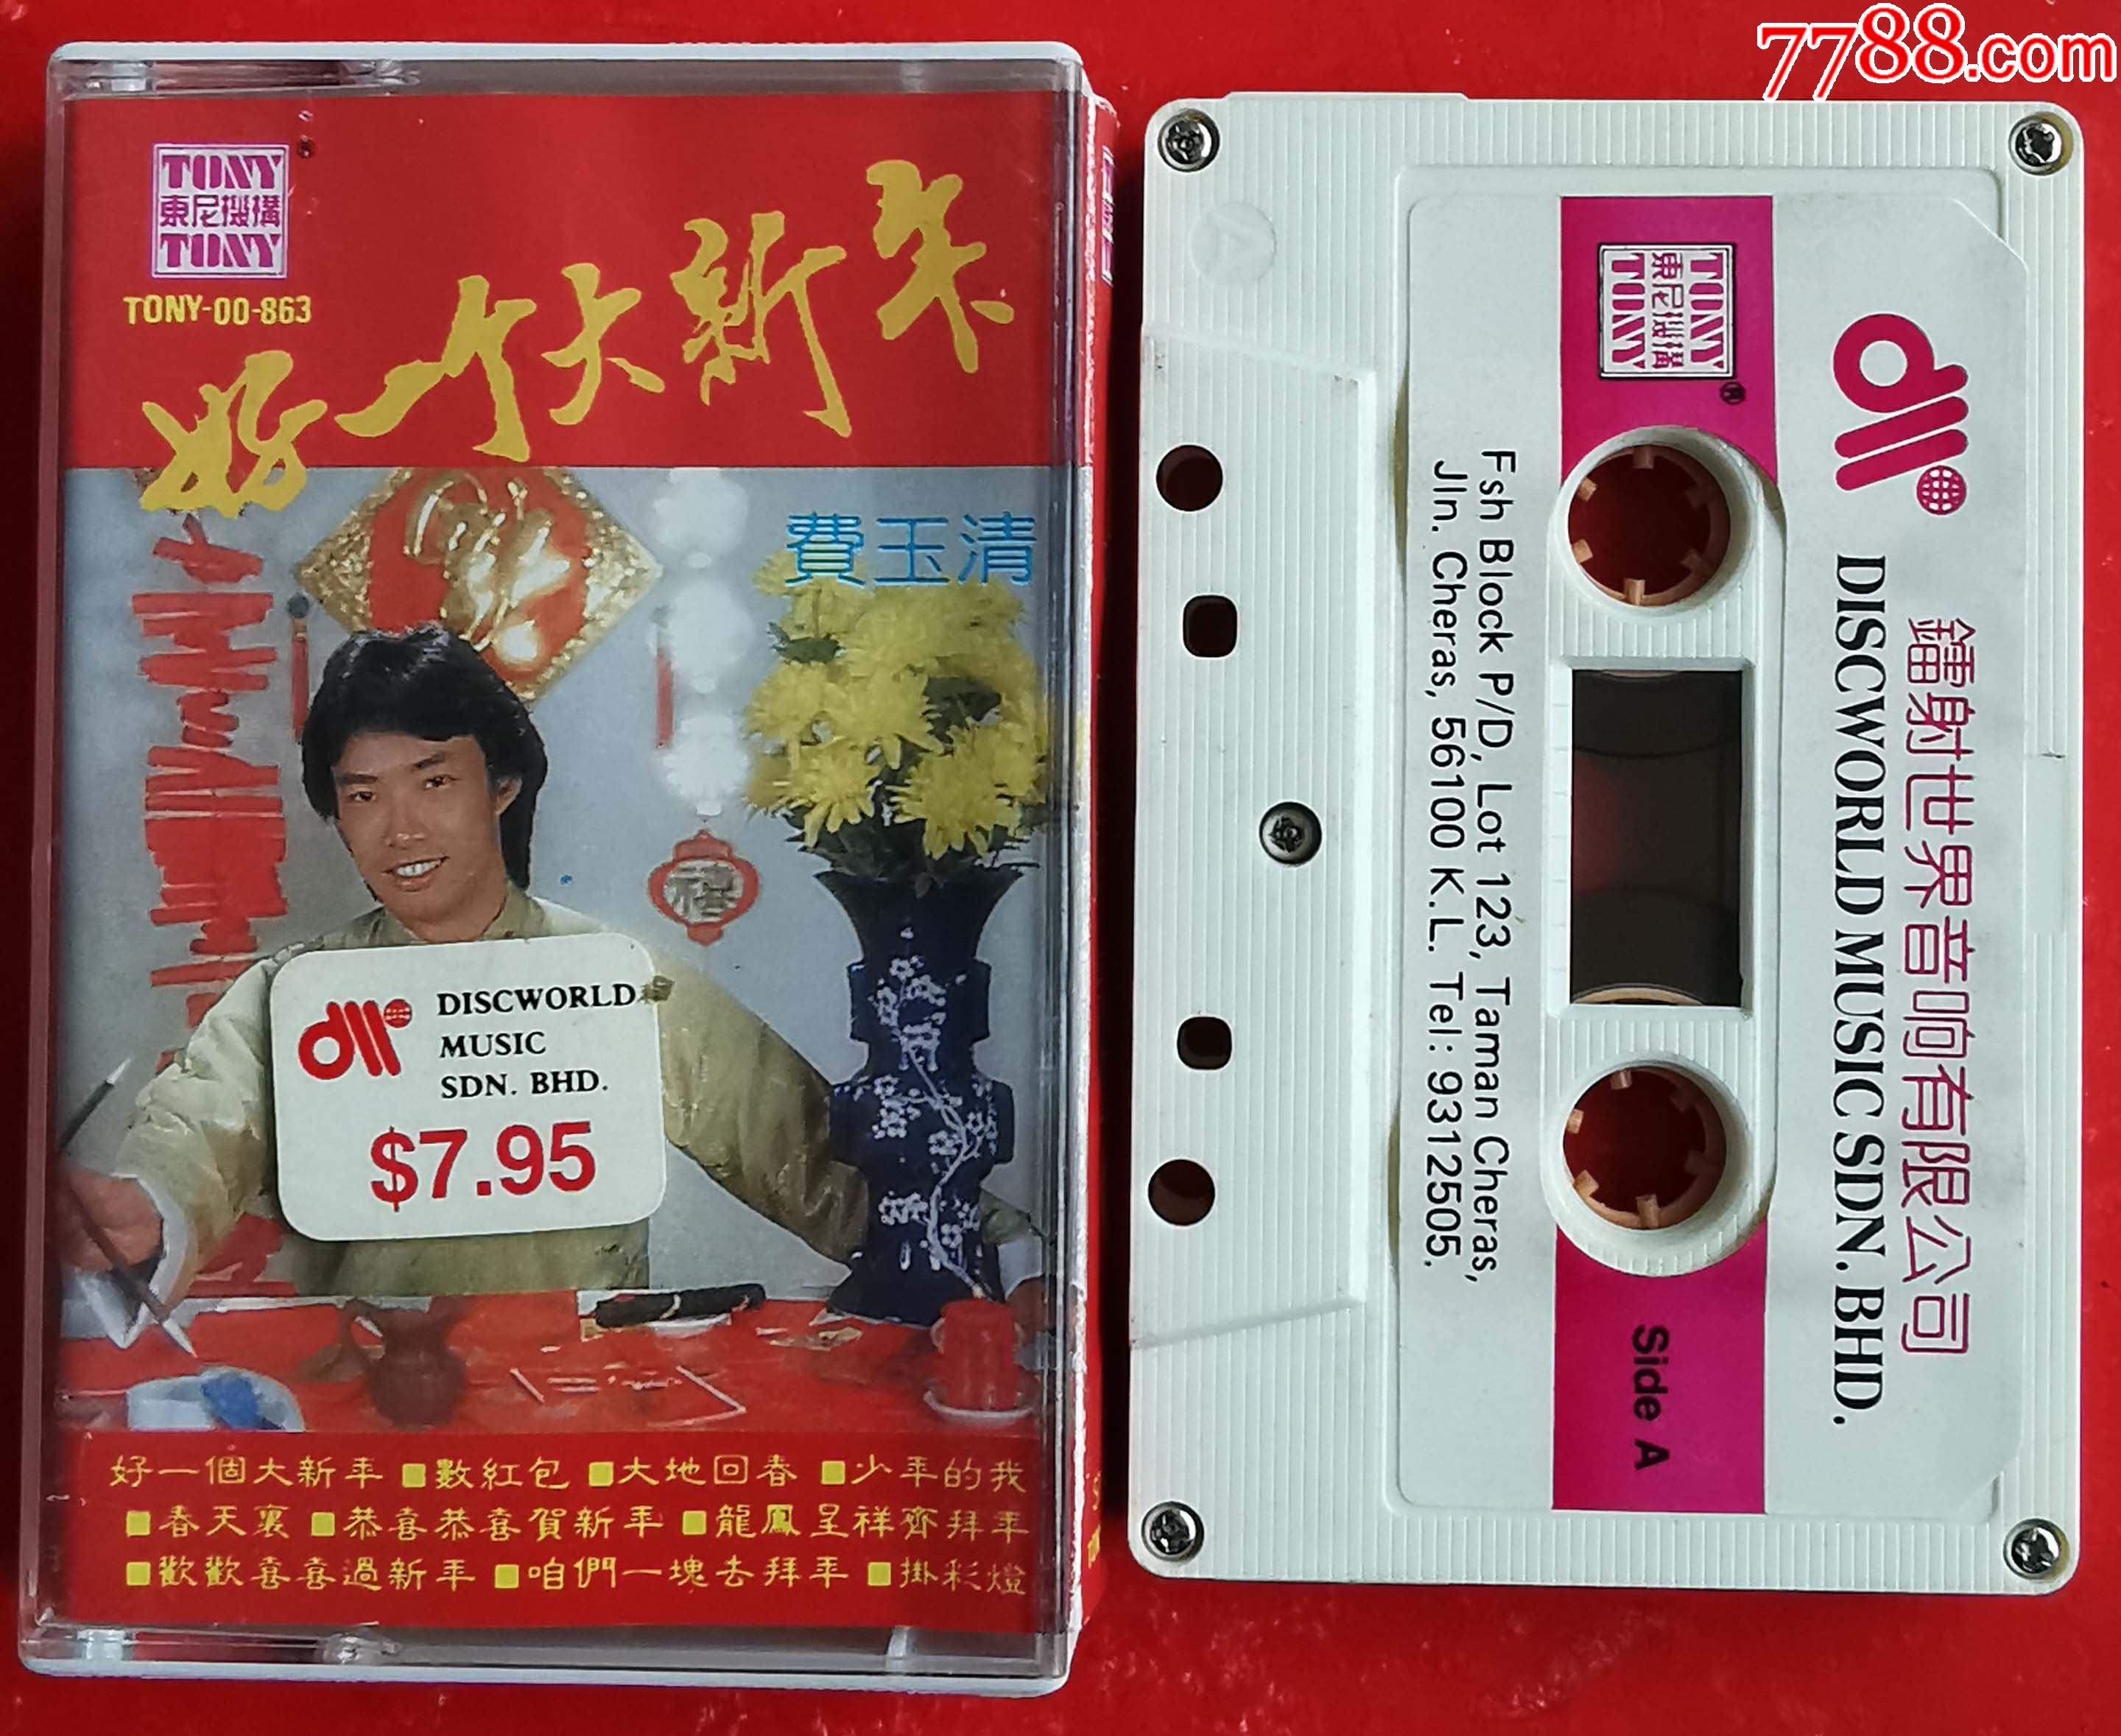 7788.com
TONY
東尼機構
TONY
TONY-00-863
好一个大新年
費玉清
福
DISCWORLD
MUSIC
SDN. BHD.
$7.95
好一個大新年■數紅包■大地回春■少年的我
■春天裏■恭喜恭喜賀新年■龍鳳呈祥齊拜年
■歡歡喜喜過新年■咱們一塊去拜年■掛彩燈
鐳射世界音响有限公司
DISCWORLD MUSIC SDN. BHD.
TONY
東尼機構
TONY
Side A
Fsh Block P/D, Lot 123, Taman Cheras,
Jln. Cheras, 56100 K.L. Tel: 9312505.
A